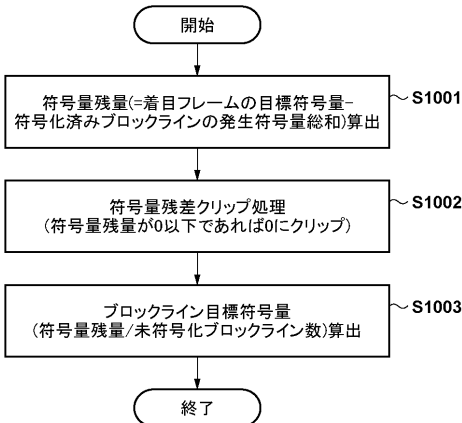 開始
符号量残量(=着目フレームの目標符号量-
符号化済みブロックラインの発生符号量総和)算出
S1001
符号量残差クリップ処理
(符号量残量が0以下であれば0にクリップ)
S1002
ブロックライン目標符号量
(符号量残量/未符号化ブロックライン数)算出
S1003
終了